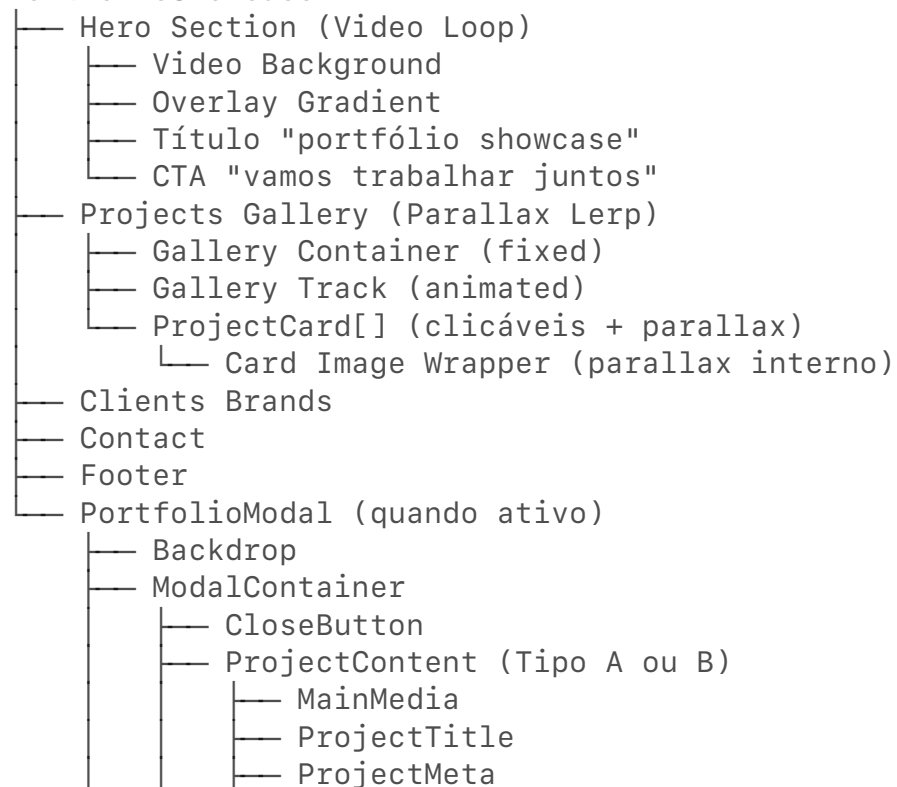 ├── Hero Section (Video Loop)
│   ├── Video Background
│   ├── Overlay Gradient
│   ├── Título "portfólio showcase"
│   └── CTA "vamos trabalhar juntos"
├── Projects Gallery (Parallax Lerp)
│   ├── Gallery Container (fixed)
│   ├── Gallery Track (animated)
│   └── ProjectCard[] (clicáveis + parallax)
│       └── Card Image Wrapper (parallax interno)
├── Clients Brands
├── Contact
├── Footer
└── PortfolioModal (quando ativo)
    ├── Backdrop
    ├── ModalContainer
    │   ├── CloseButton
    │   ├── ProjectContent (Tipo A ou B)
    │   │   ├── MainMedia
    │   │   ├── ProjectTitle
    │   │   ├── ProjectMeta